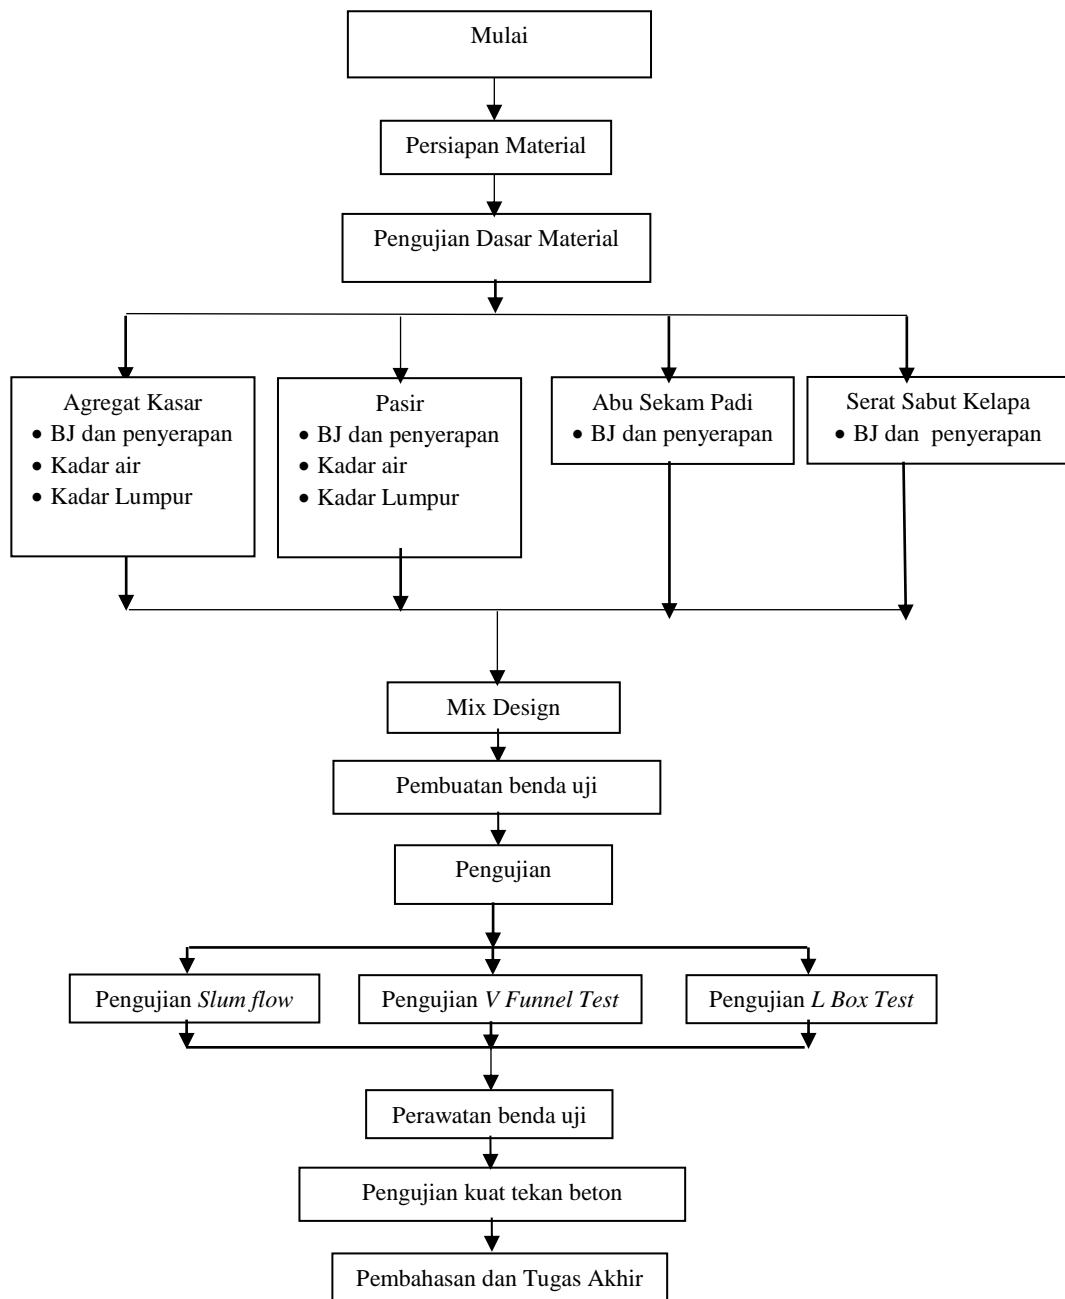 Mulai
Persiapan Material
Pengujian Dasar Material
Agregat Kasar
• BJ dan penyerapan
• Kadar air
• Kadar Lumpur
Pasir
• BJ dan penyerapan
• Kadar air
• Kadar Lumpur
Abu Sekam Padi
• BJ dan penyerapan
Serat Sabut Kelapa
• BJ dan penyerapan
Mix Design
Pembuatan benda uji
Pengujian
Pengujian Slum flow
Pengujian V Funnel Test
Pengujian L Box Test
Perawatan benda uji
Pengujian kuat tekan beton
Pembahasan dan Tugas Akhir